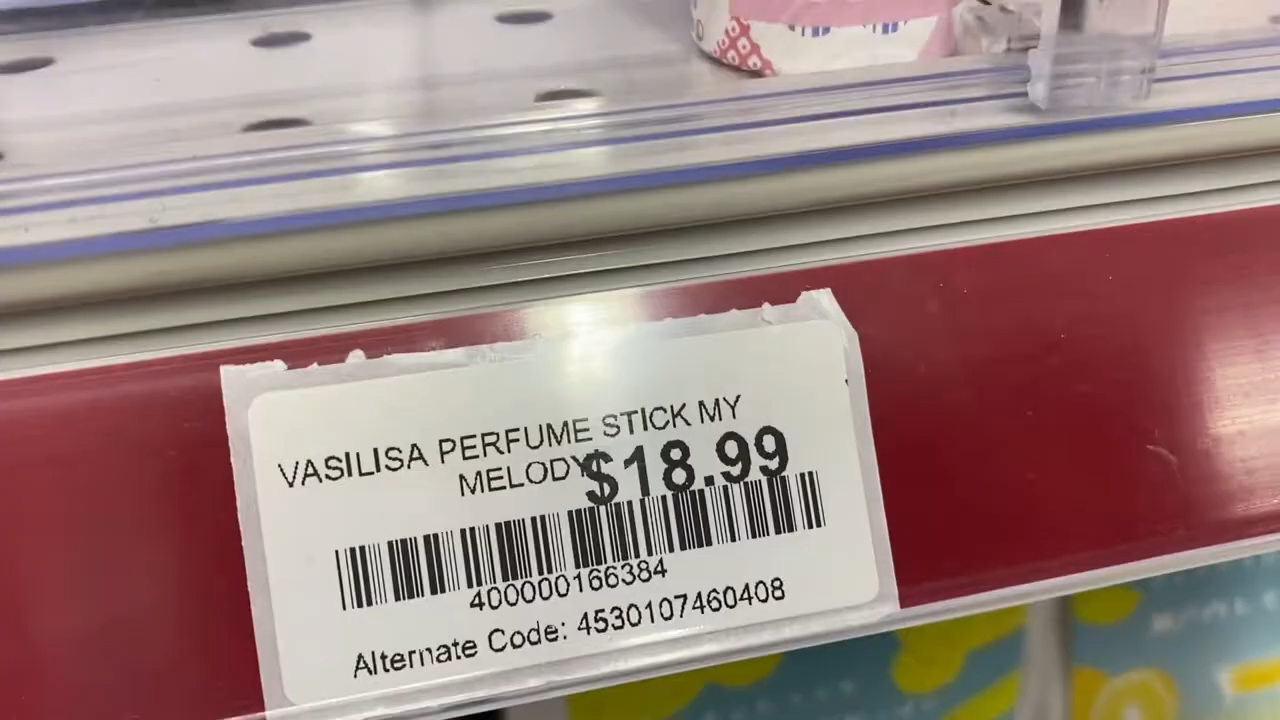 VASILISA PERFUME STICK MY
MELODY $18.99
400000166384
Alternate Code: 4530107460408